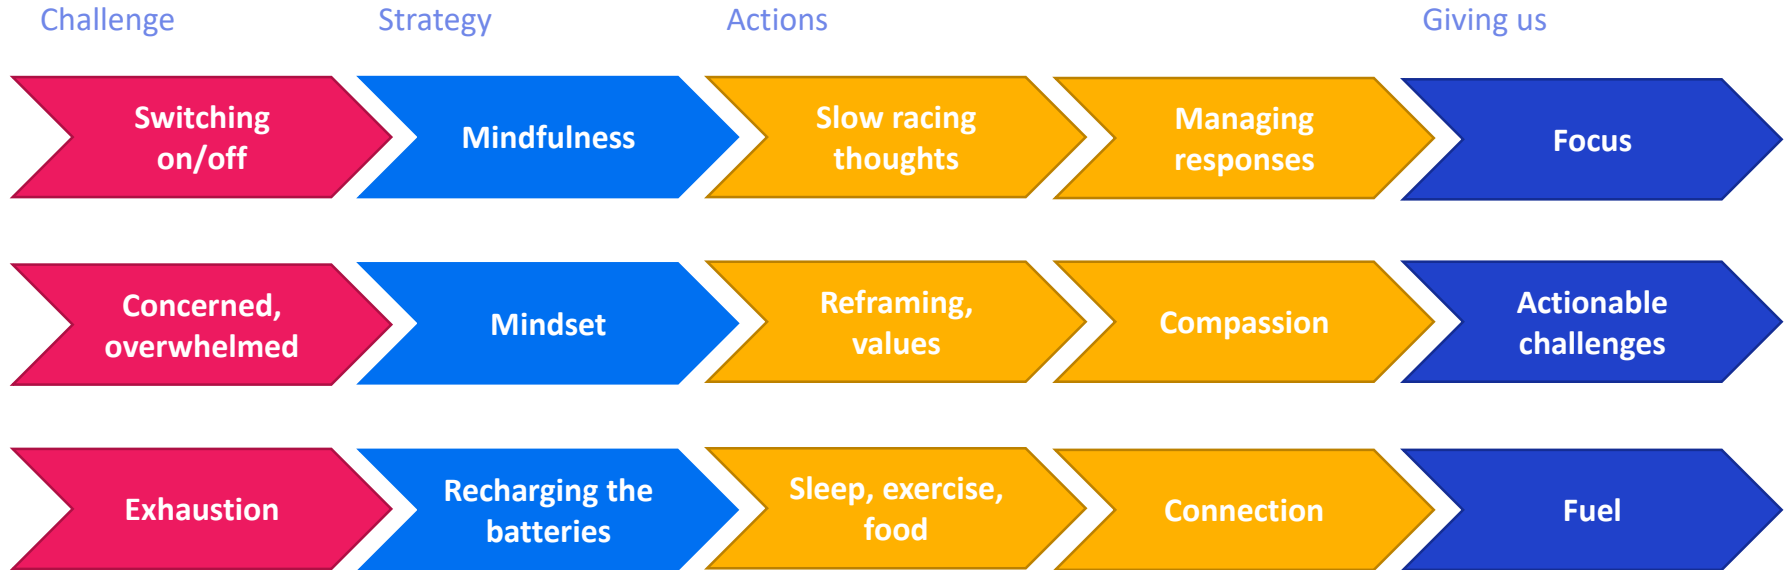 Challenge
Strategy
Actions
Giving us
Switching
on/off
Mindfulness
Slow racing
thoughts
Managing
responses
Focus
Concerned,
overwhelmed
Mindset
Reframing,
values
Compassion
Actionable
challenges
Exhaustion
Recharging the
batteries
Sleep, exercise,
food
Connection
Fuel